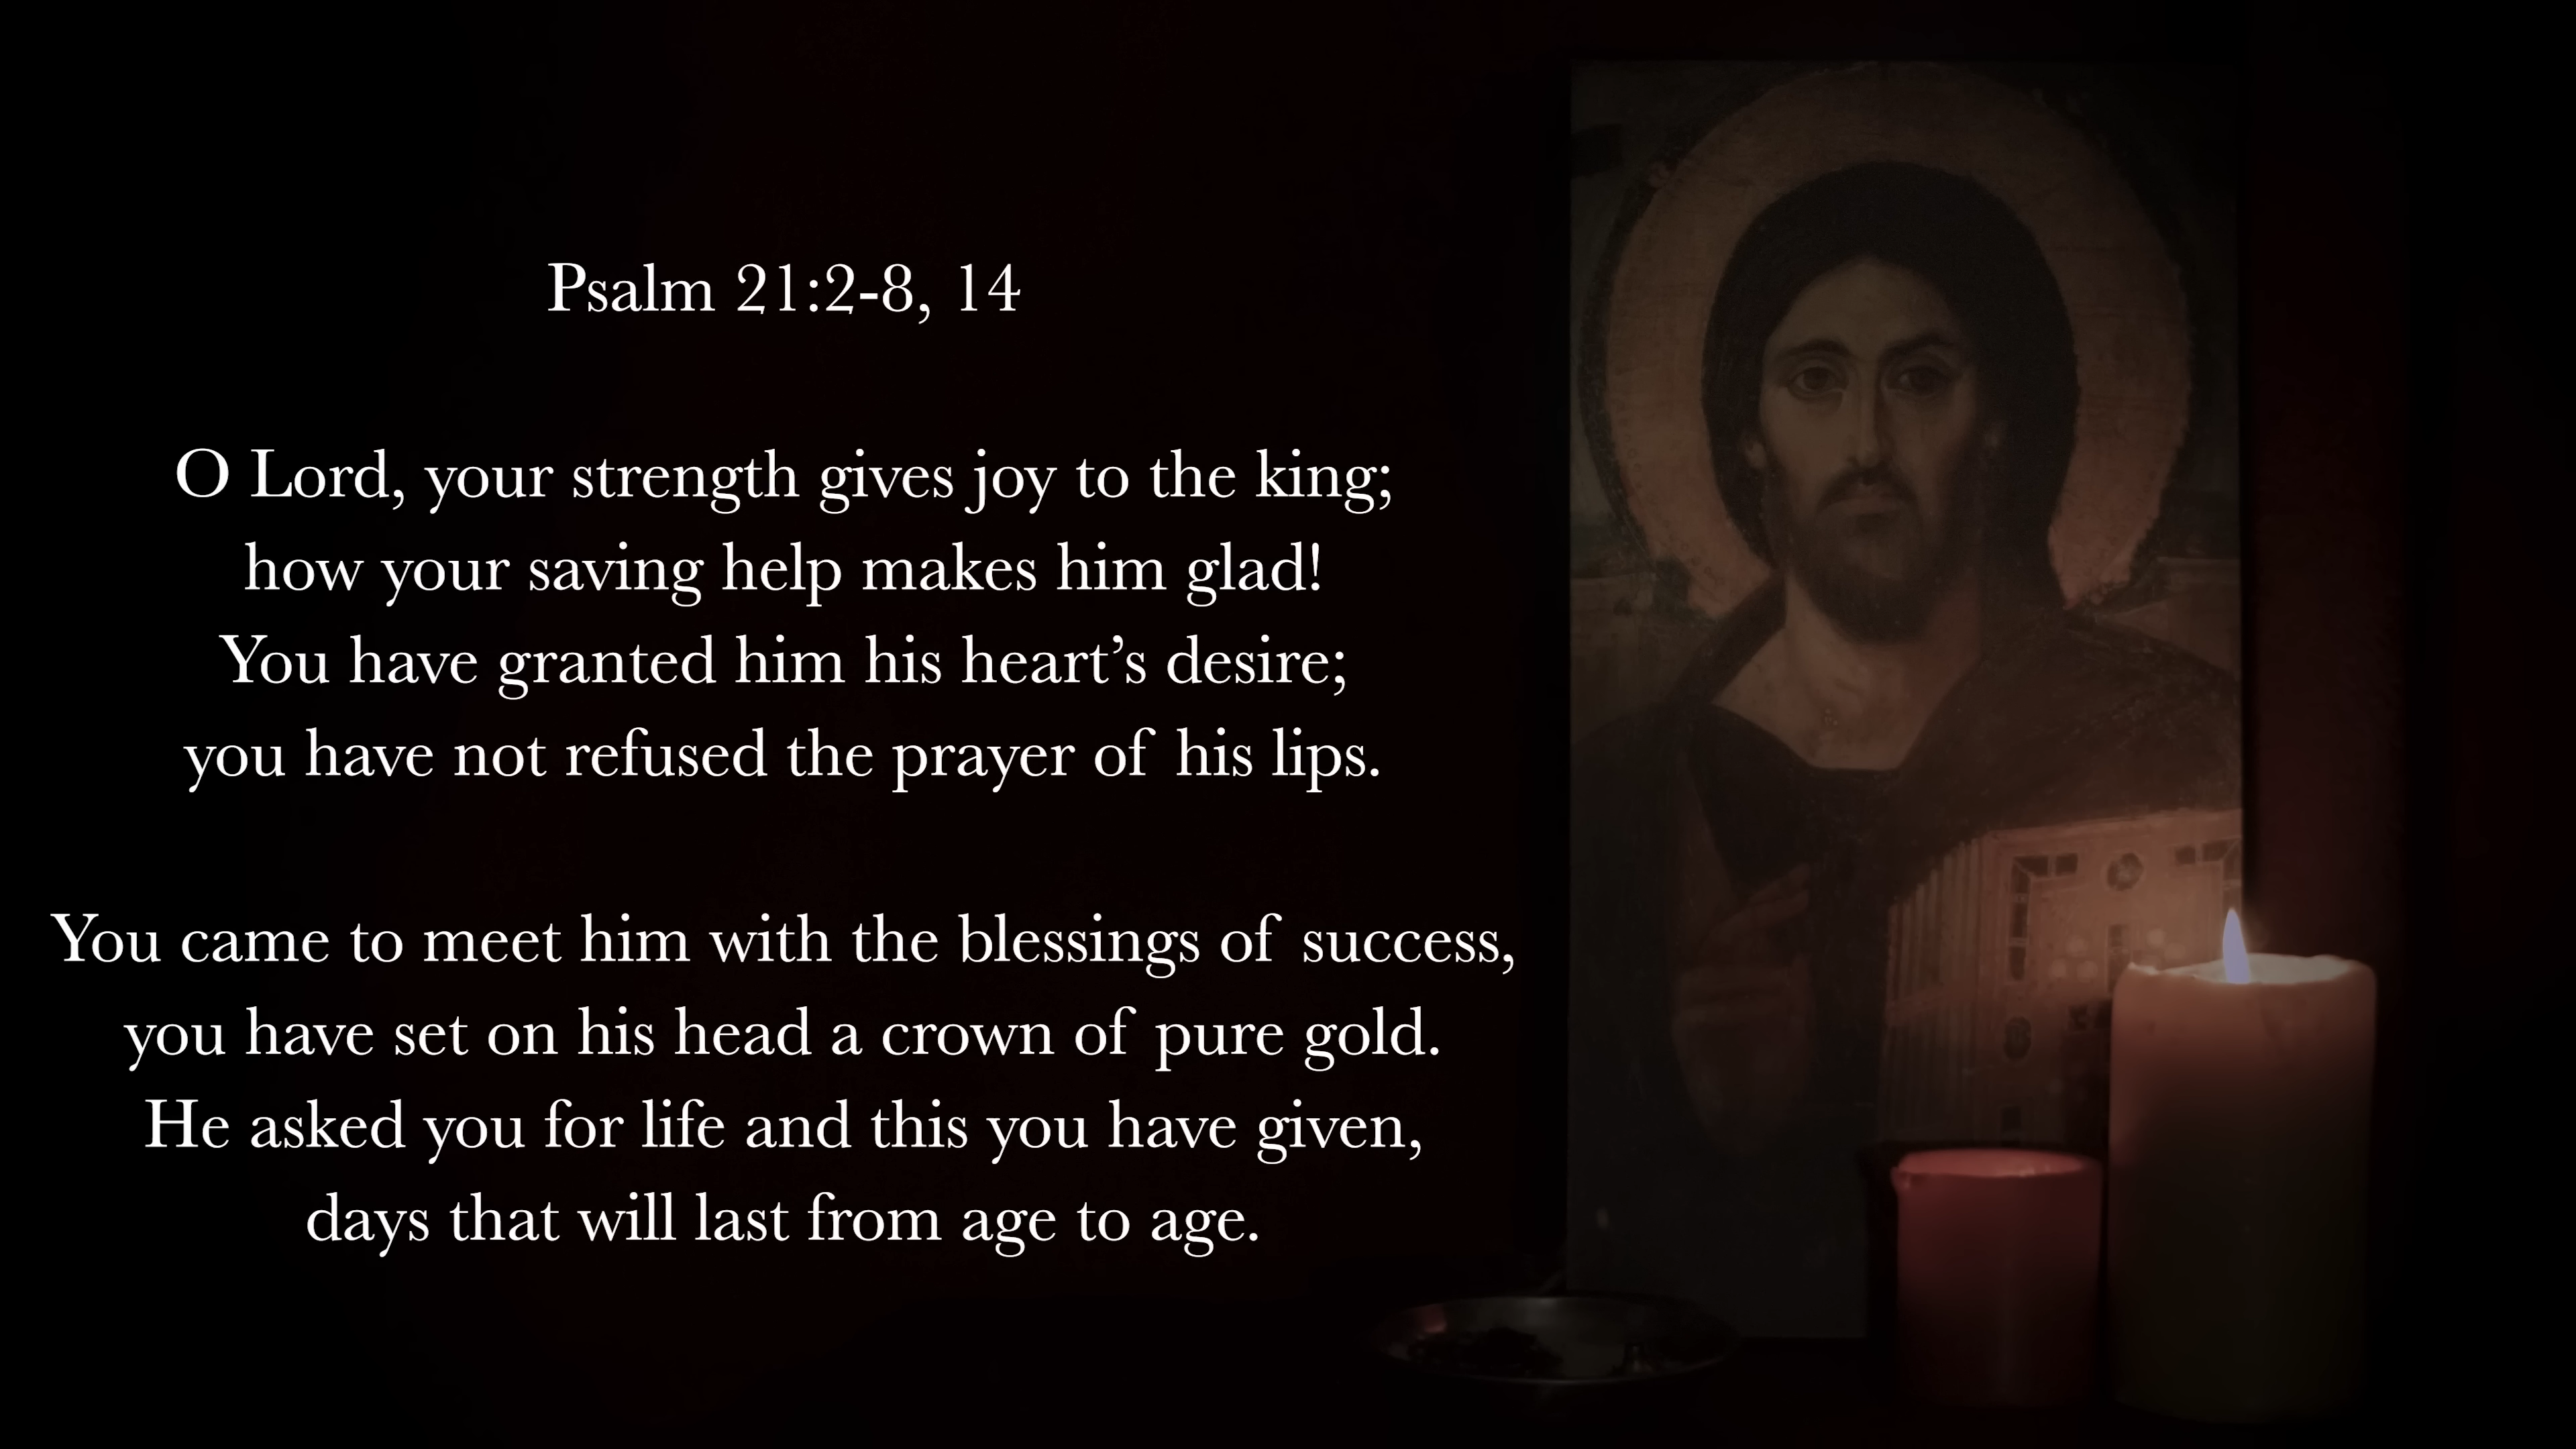 Psalm 21:2-8, 14
O Lord, your strength gives joy to the king;
how your saving help makes him glad!
You have granted him his heart’s desire;
you have not refused the prayer of his lips.
You came to meet him with the blessings of success,
you have set on his head a crown of pure gold.
He asked you for life and this you have given,
days that will last from age to age.